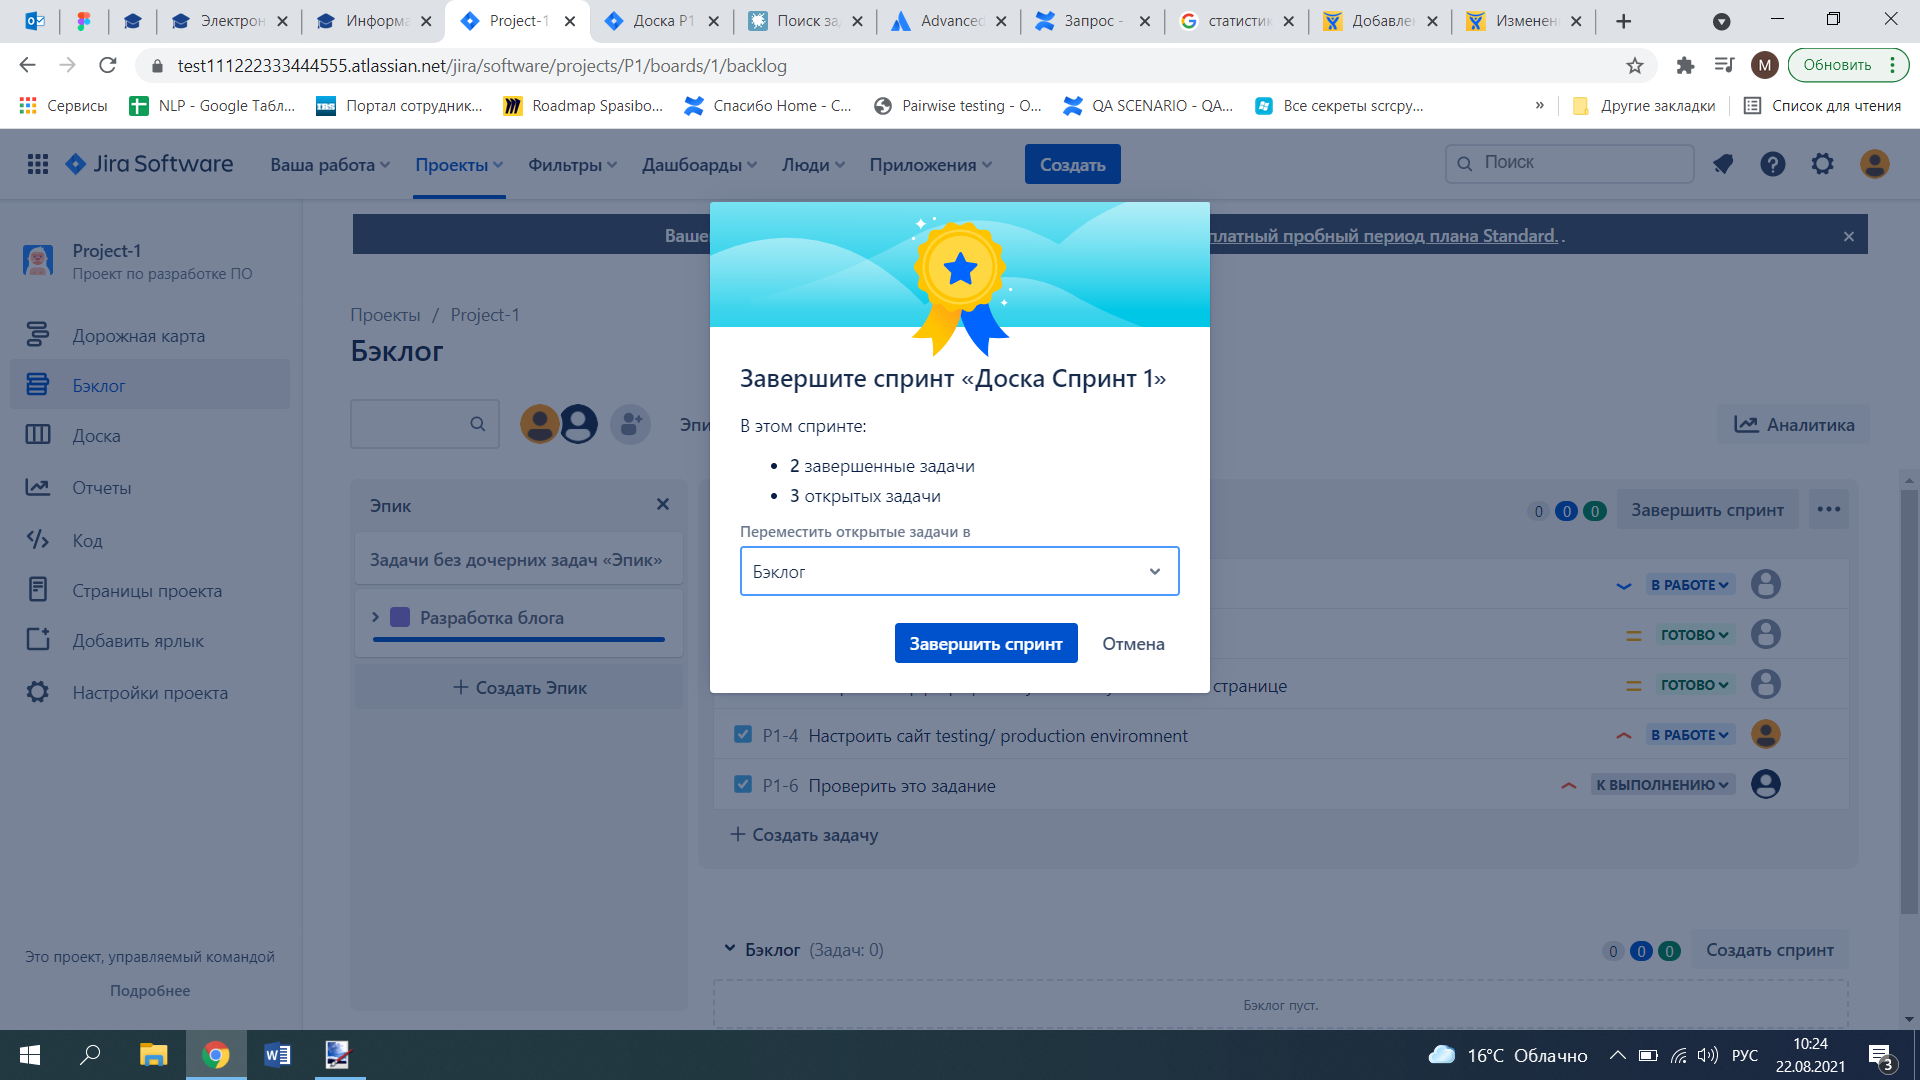 Электрон
Информа
Project-1
Доска P1
Поиск за
Advanced
Запрос -
статистик
Добавле
Изменен
test111222333444555.atlassian.net/jira/software/projects/P1/boards/1/backlog
M
Обновить
Сервисы
NLP - Google Табл...
Портал сотрудник...
Roadmap Spasibo...
Спасибо Home - C...
Pairwise testing - O...
QA SCENARIO - QA...
Все секреты scrcpy...
»
Другие закладки
Список для чтения
Jira Software
Ваша работа
Проекты
Фильтры
Дашборды
Люди
Приложения
Создать
Поиск
Ваше
платный пробный период плана Standard. .
Project-1
Проект по разработке ПО
Дорожная карта
Бэклог
Доска
Отчеты
Код
Страницы проекта
Добавить ярлык
Настройки проекта
Это проект, управляемый командой
Подробнее
Проекты / Project-1
Бэклог
Эпи
Аналитика
Эпик
Задачи без дочерних задач «Эпик»
Разработка блога
+ Создать Эпик
Завершите спринт «Доска Спринт 1»
В этом спринте:
• 2 завершенные задачи
• 3 открытых задачи
Переместить открытые задачи в
Бэклог
Завершить спринт
Отмена
0 0 0
Завершить спринт
В РАБОТЕ
ГОТОВО
странице
ГОТОВО
P1-4 Настроить сайт testing/ production enviromnent
В РАБОТЕ
P1-6 Проверить это задание
К ВЫПОЛНЕНИЮ
+ Создать задачу
Бэклог (Задач: 0)
0 0 0
Создать спринт
Бэклог пуст.
16°C Облачно
РУС
10:24
22.08.2021
3